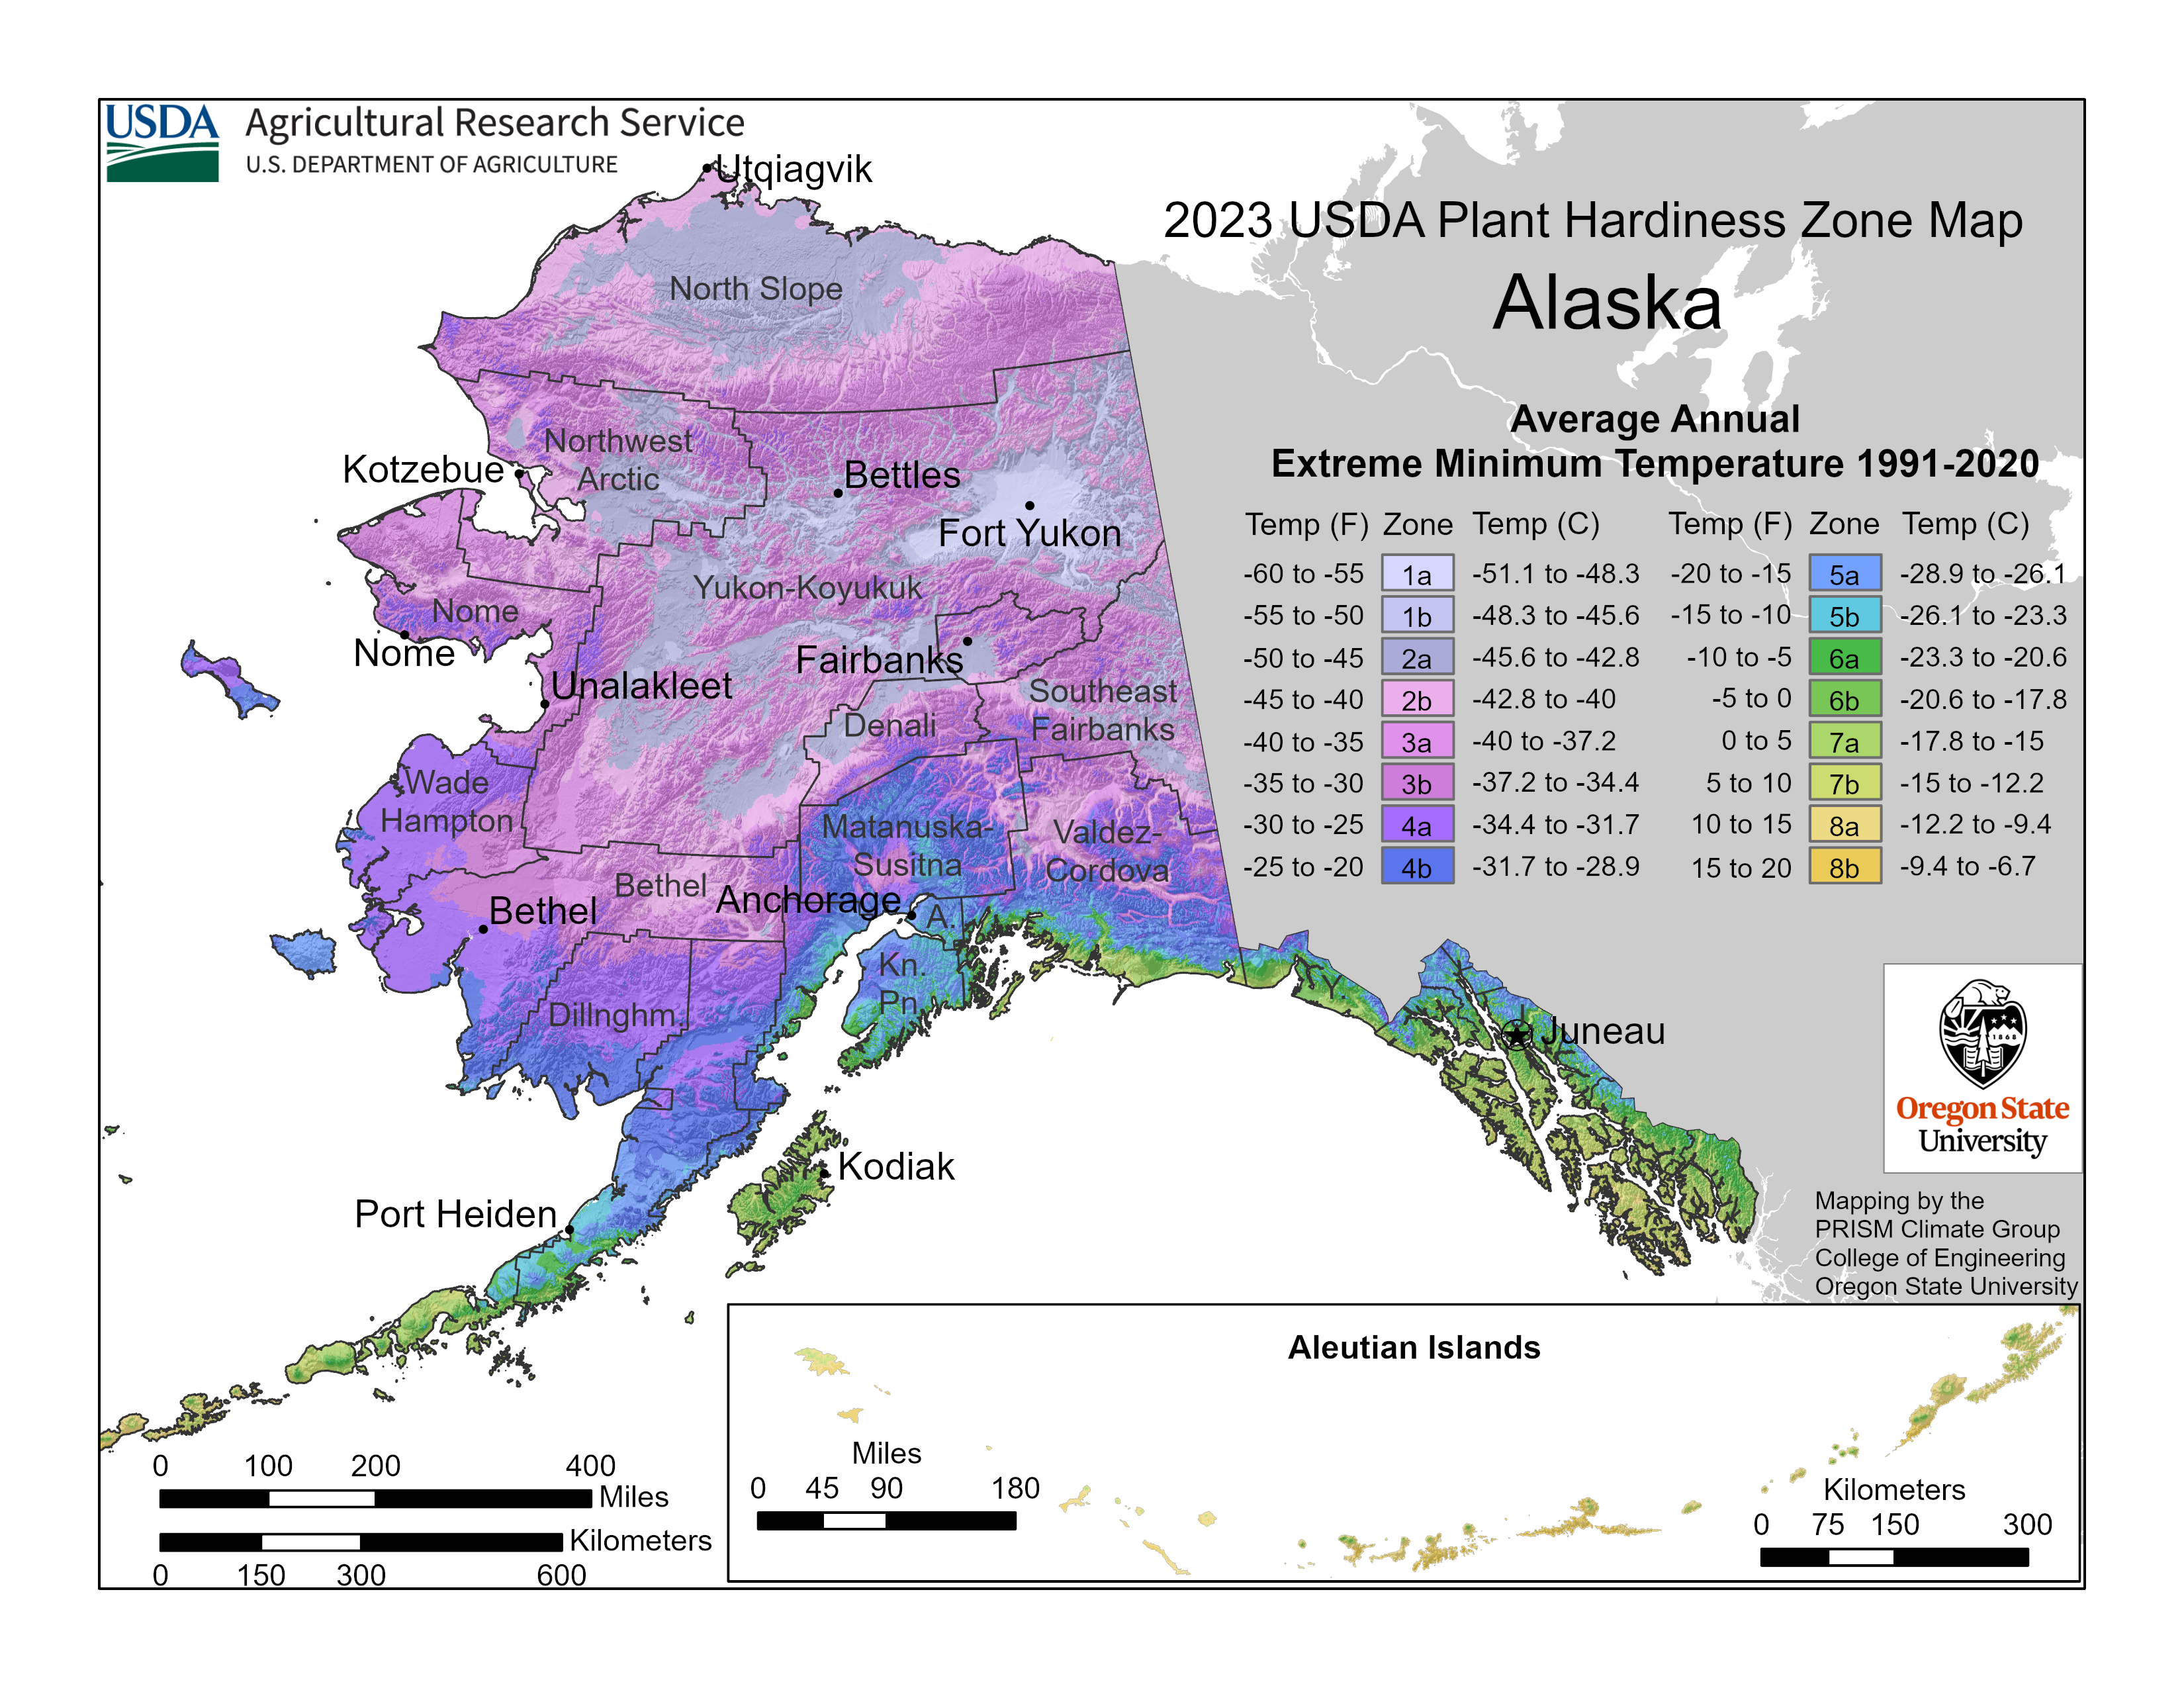 USDA Agricultural Research Service
U.S. DEPARTMENT OF AGRICULTURE
2023 USDA Plant Hardiness Zone Map
Alaska
Average Annual
Extreme Minimum Temperature 1991-2020
Temp (F) Zone Temp (C) Temp (F) Zone Temp (C)
-60 to -55 1a -51.1 to -48.3 -20 to -15 5a -28.9 to -26.1
-55 to -50 1b -48.3 to -45.6 -15 to -10 5b -26.1 to -23.3
-50 to -45 2a -45.6 to -42.8 -10 to -5 6a -23.3 to -20.6
-45 to -40 2b -42.8 to -40 -5 to 0 6b -20.6 to -17.8
-40 to -35 3a -40 to -37.2 0 to 5 7a -17.8 to -15
-35 to -30 3b -37.2 to -34.4 5 to 10 7b -15 to -12.2
-30 to -25 4a -34.4 to -31.7 10 to 15 8a -12.2 to -9.4
-25 to -20 4b -31.7 to -28.9 15 to 20 8b -9.4 to -6.7
Utqiagvik
North Slope
Northwest
Arctic
Kotzebue
Bettles
Fort Yukon
Yukon-Koyukuk
Nome
Nome
Fairbanks
Unalakleet
Southeast
Fairbanks
Denali
Wade
Hampton
Matanuska-
Susitna
Valdez-
Cordova
Bethel
Anchorage
A.
Bethel
Kn.
Pn.
Dillnghm.
Y.
Juneau
Kodiak
Port Heiden
1868
Oregon State
University
Mapping by the
PRISM Climate Group
College of Engineering
Oregon State University
Aleutian Islands
0 100 200 400
Miles
Kilometers
0 150 300 600
Miles
0 45 90 180
Kilometers
0 75 150 300